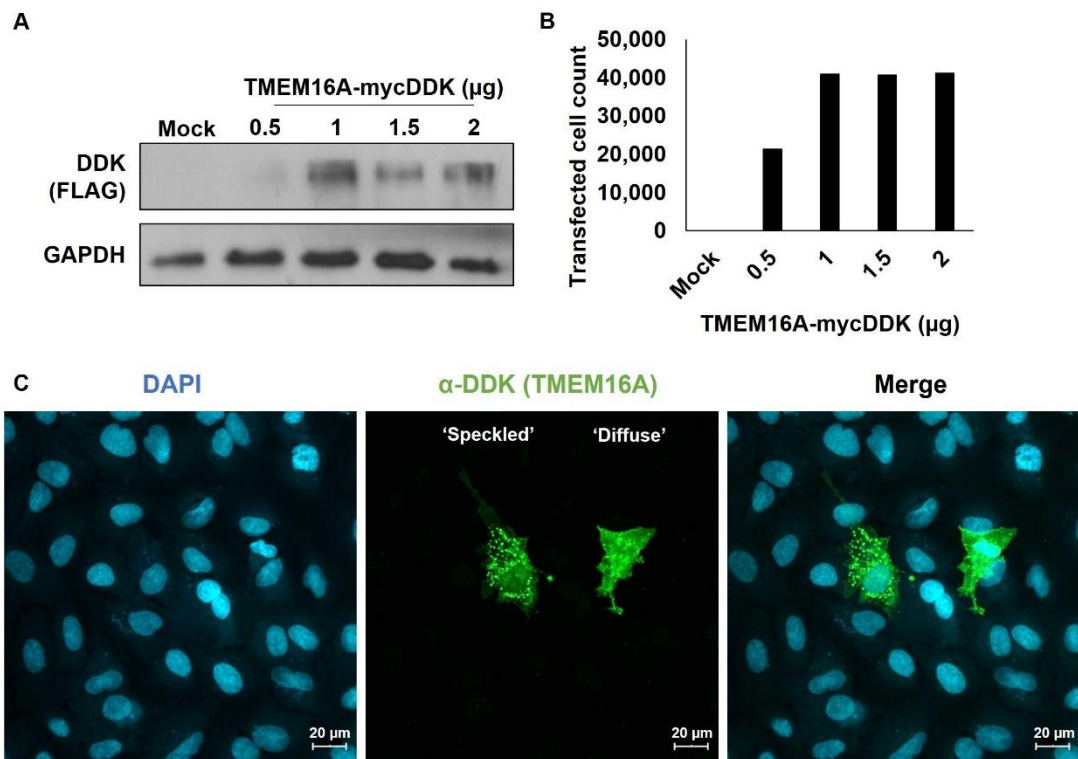 A
TMEM16A-mycDDK (µg)
Mock 0.5 1 1.5 2
DDK
(FLAG)
GAPDH
B
Transfected cell count
50,000
40,000
30,000
20,000
10,000
0
Mock 0.5 1 1.5 2
TMEM16A-mycDDK (µg)
C
DAPI
α-DDK (TMEM16A)
Merge
‘Speckled’ ‘Diffuse’
20 µm
20 µm
20 µm